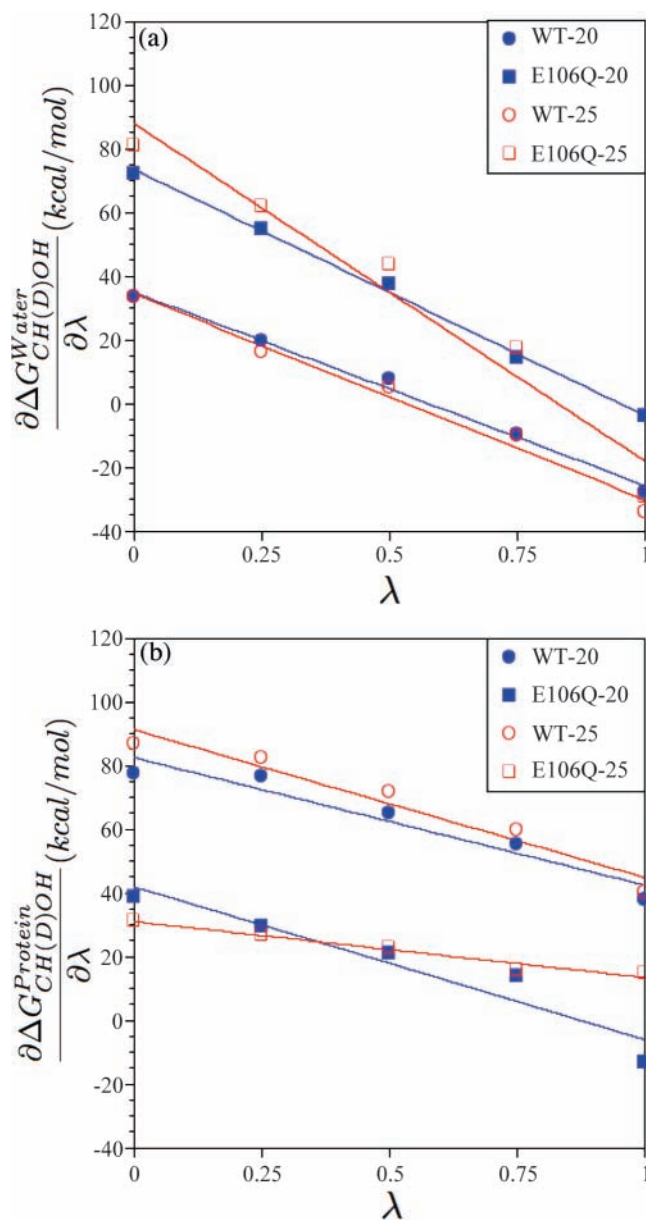 (a)
WT-20
E106Q-20
WT-25
E106Q-25
120
100
80
60
40
20
0
-20
-40
∂ΔG^{Water}_{CH(D)OH}/∂λ (kcal/mol)
0 0.25 0.5 0.75 1
λ
(b)
WT-20
E106Q-20
WT-25
E106Q-25
120
100
80
60
40
20
0
-20
-40
∂ΔG^{Protein}_{CH(D)OH}/∂λ (kcal/mol)
0 0.25 0.5 0.75 1
λ